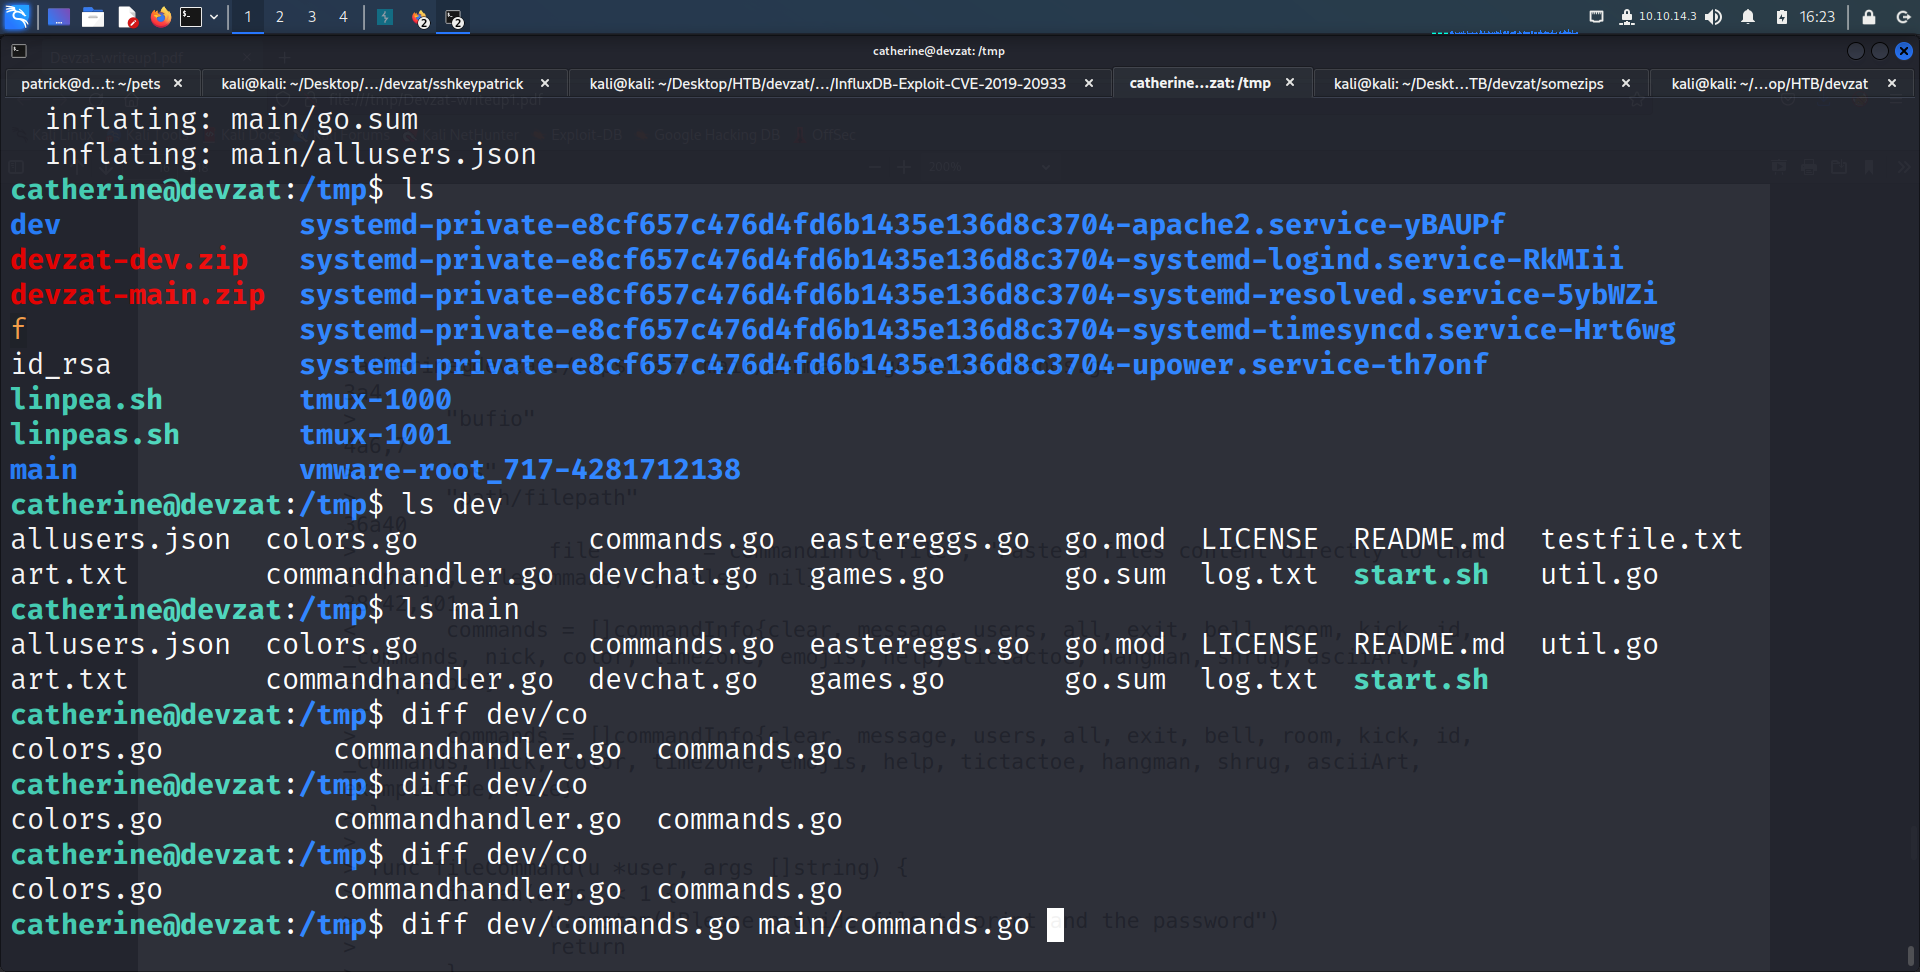 1 2 3 4 2 2 10.10.14.3 16:23
catherine@devzat: /tmp
patrick@d...t: ~/pets kali@kali: ~/Desktop/.../devzat/sshkeypatrick kali@kali: ~/Desktop/HTB/devzat/.../InfluxDB-Exploit-CVE-2019-20933 catherine...zat: /tmp kali@kali: ~/Deskt...TB/devzat/somezips kali@kali: ~/...op/HTB/devzat
inflating: main/go.sum
inflating: main/allusers.json
catherine@devzat:/tmp$ ls
dev systemd-private-e8cf657c476d4fd6b1435e136d8c3704-apache2.service-yBAUPf
devzat-dev.zip systemd-private-e8cf657c476d4fd6b1435e136d8c3704-systemd-logind.service-RkMIii
devzat-main.zip systemd-private-e8cf657c476d4fd6b1435e136d8c3704-systemd-resolved.service-5ybWZi
f systemd-private-e8cf657c476d4fd6b1435e136d8c3704-systemd-timesyncd.service-Hrt6wg
id_rsa systemd-private-e8cf657c476d4fd6b1435e136d8c3704-upower.service-th7onf
linpea.sh tmux-1000
linpeas.sh tmux-1001
main vmware-root_717-4281712138
catherine@devzat:/tmp$ ls dev
allusers.json colors.go commands.go eastereggs.go go.mod LICENSE README.md testfile.txt
art.txt commandhandler.go devchat.go games.go go.sum log.txt start.sh util.go
catherine@devzat:/tmp$ ls main
allusers.json colors.go commands.go eastereggs.go go.mod LICENSE README.md util.go
art.txt commandhandler.go devchat.go games.go go.sum log.txt start.sh
catherine@devzat:/tmp$ diff dev/co
colors.go commandhandler.go commands.go
catherine@devzat:/tmp$ diff dev/co
colors.go commandhandler.go commands.go
catherine@devzat:/tmp$ diff dev/co
colors.go commandhandler.go commands.go
catherine@devzat:/tmp$ diff dev/commands.go main/commands.go